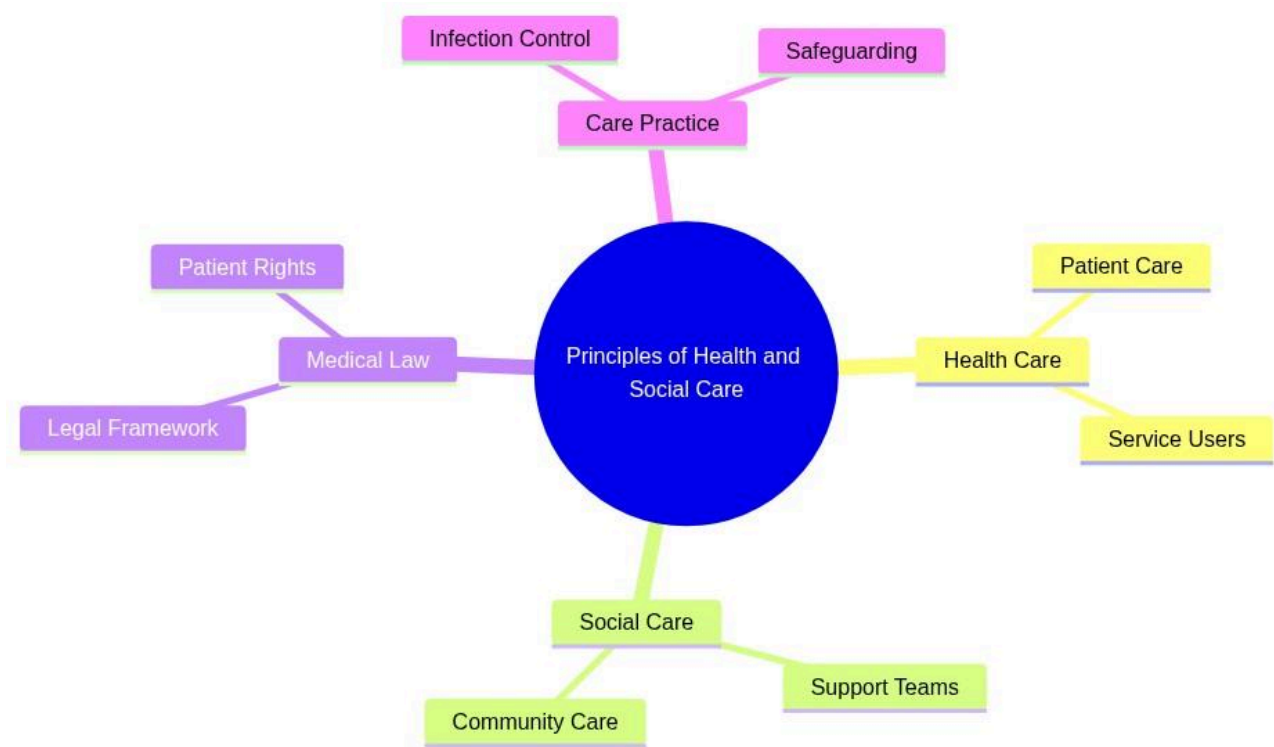 Infection Control
Safeguarding
Care Practice
Patient Rights
Patient Care
Medical Law
Principles of Health and
Social Care
Health Care
Legal Framework
Service Users
Social Care
Support Teams
Community Care